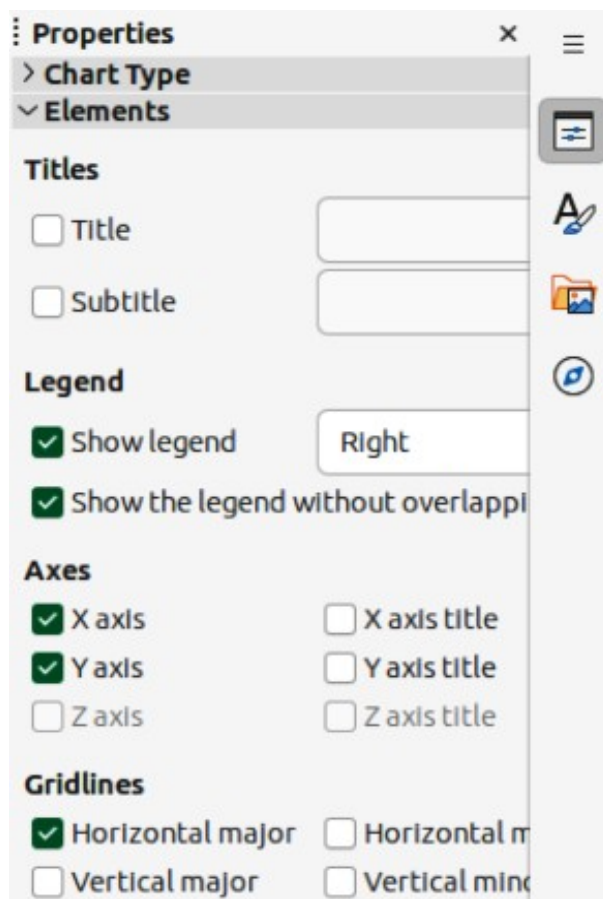 Properties
Chart Type
Elements
Titles
Title
Subtitle
Legend
Show legend Right
Show the legend without overlappi
Axes
X axis X axis title
Y axis Y axis title
Z axis Z axis title
Gridlines
Horizontal major Horizontal m
Vertical major Vertical mino